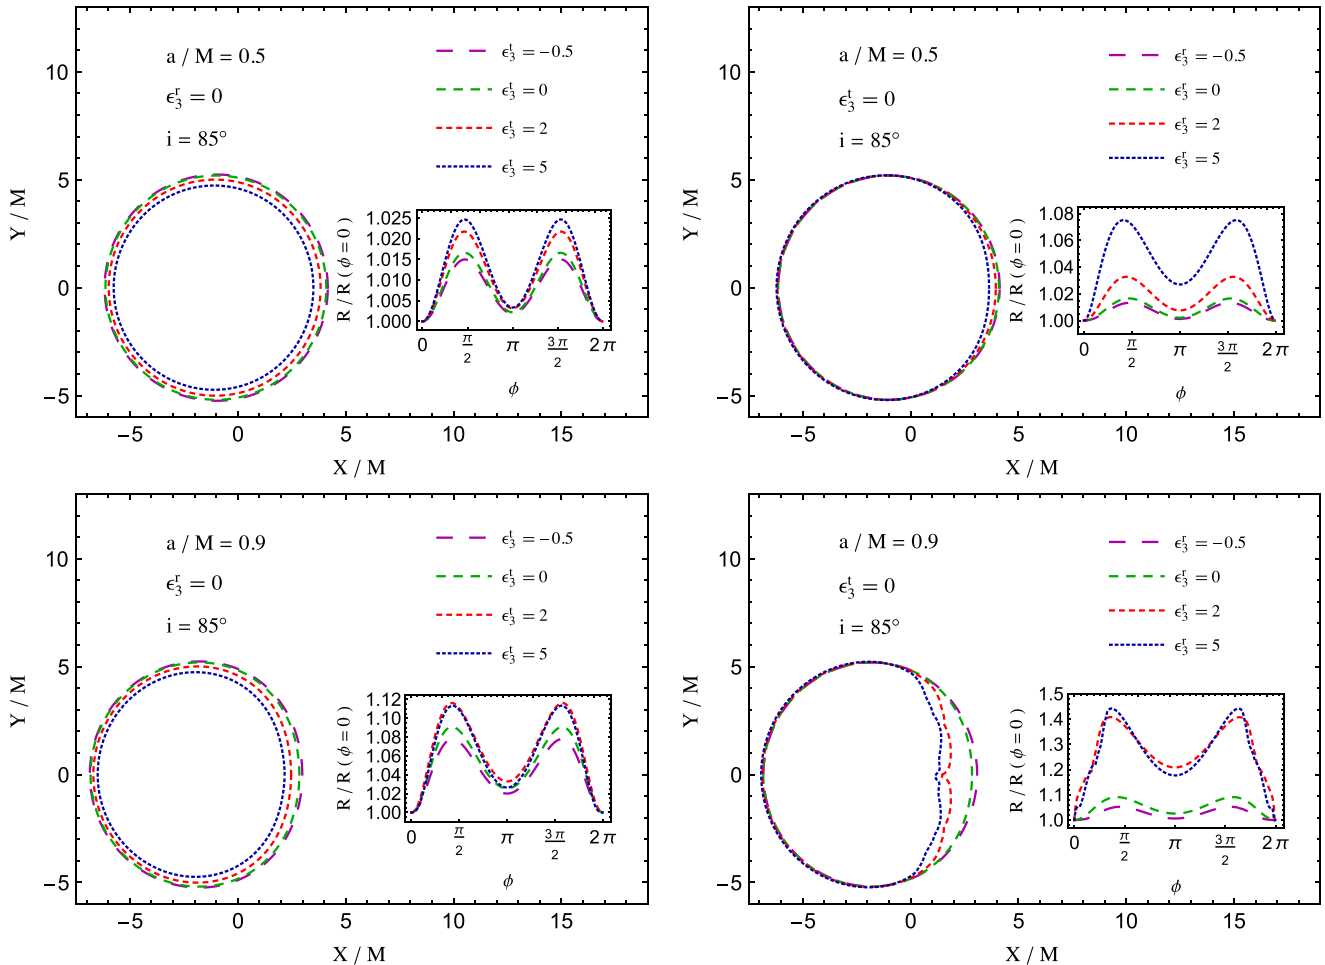 a / M = 0.5
ϵ₃ᵗ = −0.5
ϵ₃ʳ = 0
ϵ₃ᵗ = 0
i = 85°
ϵ₃ᵗ = 2
ϵ₃ᵗ = 5
10
5
0
−5
Y / M
−5 0 5 10 15
X / M
R / R ( ϕ = 0 )
1.025
1.020
1.015
1.010
1.005
1.000
0 π/2 π 3π/2 2π
ϕ
a / M = 0.5
ϵ₃ʳ = −0.5
ϵ₃ᵗ = 0
ϵ₃ʳ = 0
i = 85°
ϵ₃ʳ = 2
ϵ₃ʳ = 5
10
5
0
−5
Y / M
−5 0 5 10 15
X / M
R / R ( ϕ = 0 )
1.08
1.06
1.04
1.02
1.00
0 π/2 π 3π/2 2π
ϕ
a / M = 0.9
ϵ₃ᵗ = −0.5
ϵ₃ʳ = 0
ϵ₃ᵗ = 0
i = 85°
ϵ₃ᵗ = 2
ϵ₃ᵗ = 5
10
5
0
−5
Y / M
−5 0 5 10 15
X / M
R / R ( ϕ = 0 )
1.12
1.10
1.08
1.06
1.04
1.02
1.00
0 π/2 π 3π/2 2π
ϕ
a / M = 0.9
ϵ₃ʳ = −0.5
ϵ₃ᵗ = 0
ϵ₃ʳ = 0
i = 85°
ϵ₃ʳ = 2
ϵ₃ʳ = 5
10
5
0
−5
Y / M
−5 0 5 10 15
X / M
R / R ( ϕ = 0 )
1.5
1.4
1.3
1.2
1.1
1.0
0 π/2 π 3π/2 2π
ϕ